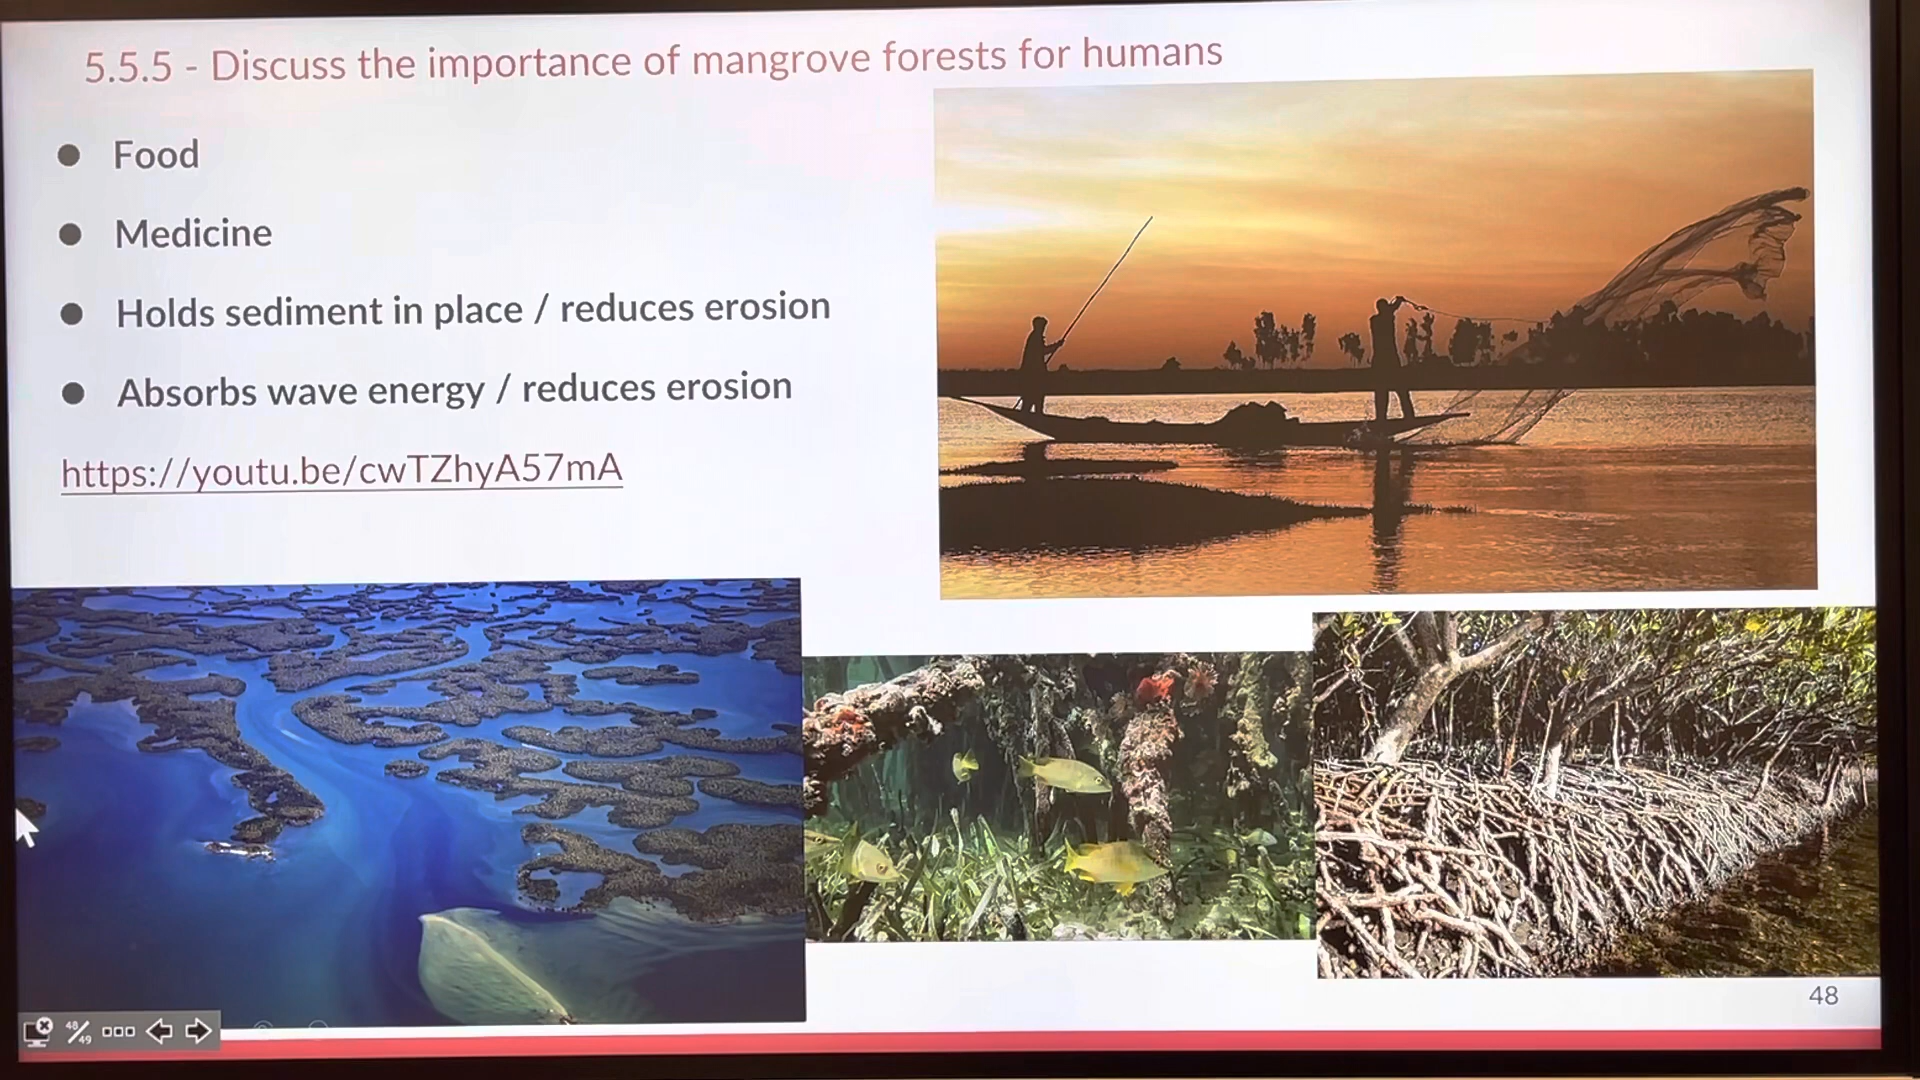 5.5.5 - Discuss the importance of mangrove forests for humans
● Food
● Medicine
● Holds sediment in place / reduces erosion
● Absorbs wave energy / reduces erosion
https://youtu.be/cwTZhyA57mA
48
48/49